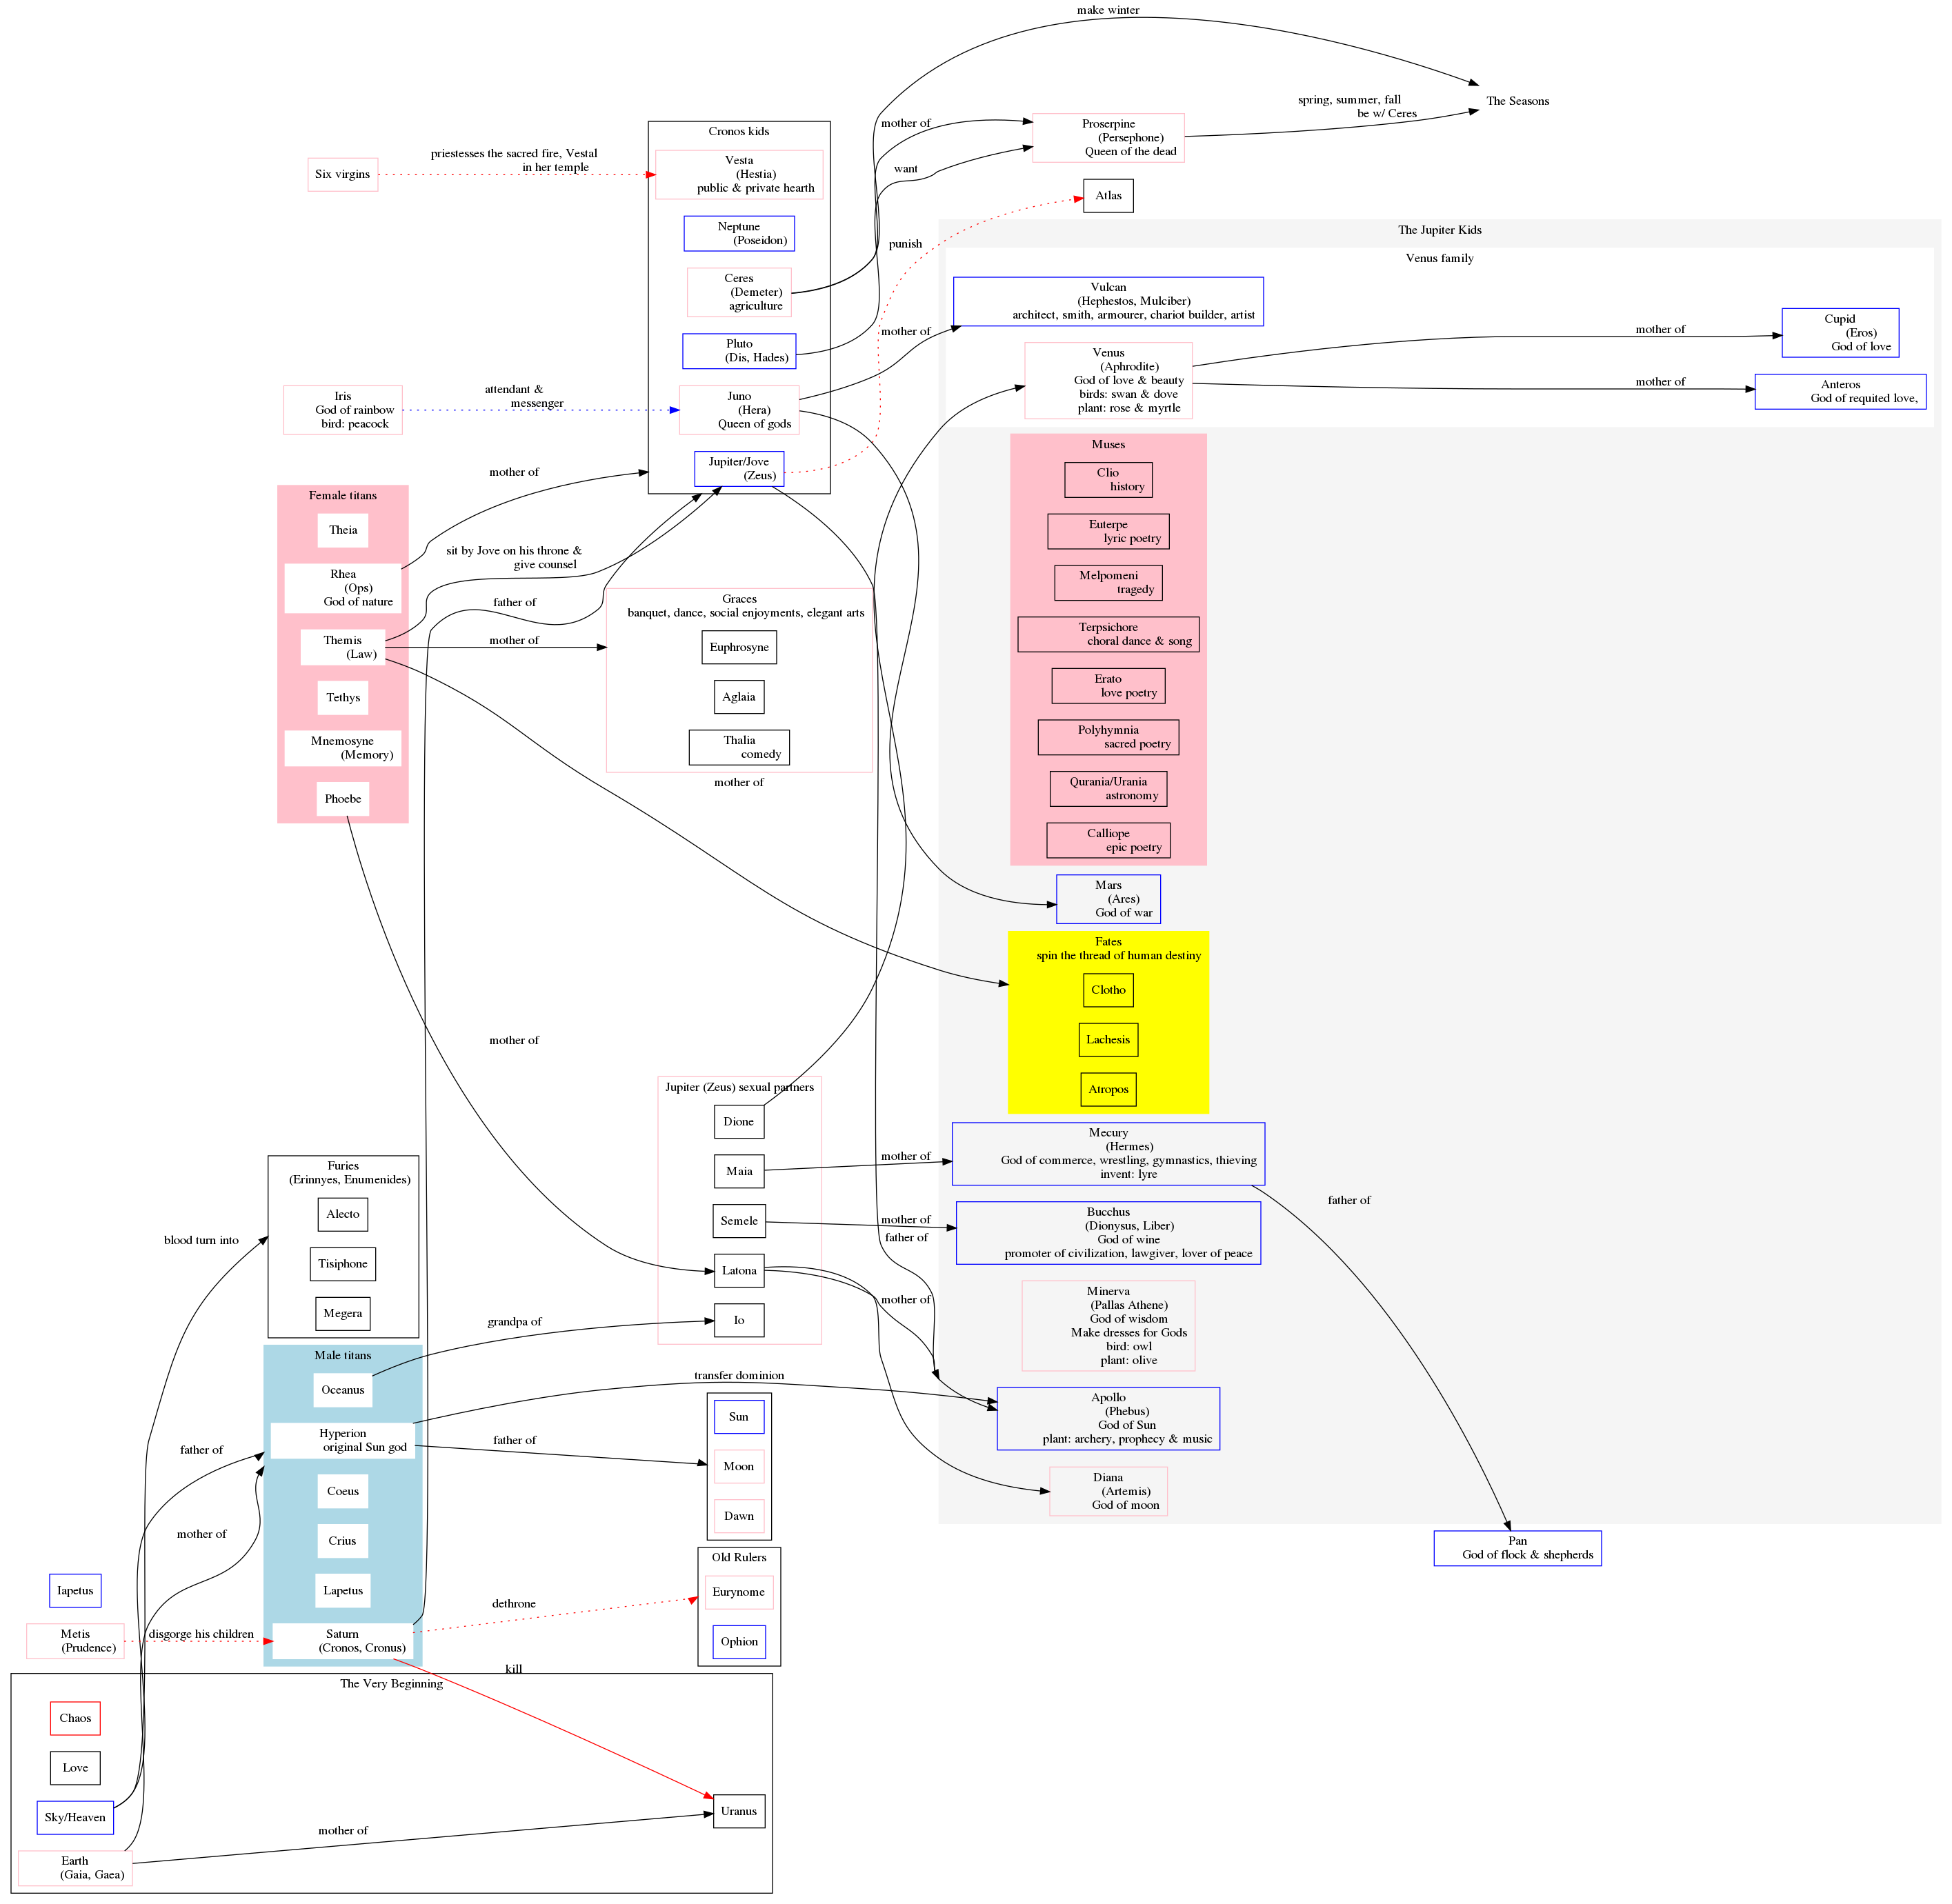 make winter
The Seasons
spring, summer, fall
be w/ Ceres
mother of
Proserpine
(Persephone)
Queen of the dead
want
Cronos kids
Six virgins
priestesses the sacred fire, Vestal
in her temple
Vesta
(Hestia)
public & private hearth
Atlas
Neptune
(Poseidon)
punish
The Jupiter Kids
Venus family
Ceres
(Demeter)
agriculture
Vulcan
(Hephestos, Mulciber)
architect, smith, armourer, chariot builder, artist
mother of
Cupid
(Eros)
God of love
mother of
Pluto
(Dis, Hades)
Venus
(Aphrodite)
God of love & beauty
birds: swan & dove
plant: rose & myrtle
mother of
Anteros
God of requited love,
Iris
God of rainbow
bird: peacock
attendant &
messenger
Juno
(Hera)
Queen of gods
Jupiter/Jove
(Zeus)
mother of
Female titans
Theia
Rhea
(Ops)
God of nature
sit by Jove on his throne &
give counsel
father of
Themis
(Law)
mother of
Tethys
Mnemosyne
(Memory)
Phoebe
Graces
banquet, dance, social enjoyments, elegant arts
Euphrosyne
Aglaia
Thalia
comedy
mother of
Muses
Clio
history
Euterpe
lyric poetry
Melpomeni
tragedy
Terpsichore
choral dance & song
Erato
love poetry
Polyhymnia
sacred poetry
Qurania/Urania
astronomy
Calliope
epic poetry
Mars
(Ares)
God of war
Fates
spin the thread of human destiny
Clotho
Lachesis
Atropos
mother of
Jupiter (Zeus) sexual partners
Dione
Maia
Semele
Latona
Io
mother of
Mecury
(Hermes)
God of commerce, wrestling, gymnastics, thieving
invent: lyre
father of
mother of
father of
Bucchus
(Dionysus, Liber)
God of wine
promoter of civilization, lawgiver, lover of peace
Furies
(Erinnyes, Enumenides)
Alecto
Tisiphone
Megera
blood turn into
mother of
Minerva
(Pallas Athene)
God of wisdom
Make dresses for Gods
bird: owl
plant: olive
grandpa of
Male titans
Oceanus
Hyperion
original Sun god
Coeus
Crius
Lapetus
Saturn
(Cronos, Cronus)
transfer dominion
Apollo
(Phebus)
God of Sun
plant: archery, prophecy & music
father of
Sun
Moon
Dawn
Diana
(Artemis)
God of moon
father of
mother of
Pan
God of flock & shepherds
Old Rulers
Eurynome
Ophion
dethrone
Iapetus
Metis
(Prudence)
disgorge his children
kill
The Very Beginning
Chaos
Love
Sky/Heaven
Earth
(Gaia, Gaea)
mother of
Uranus